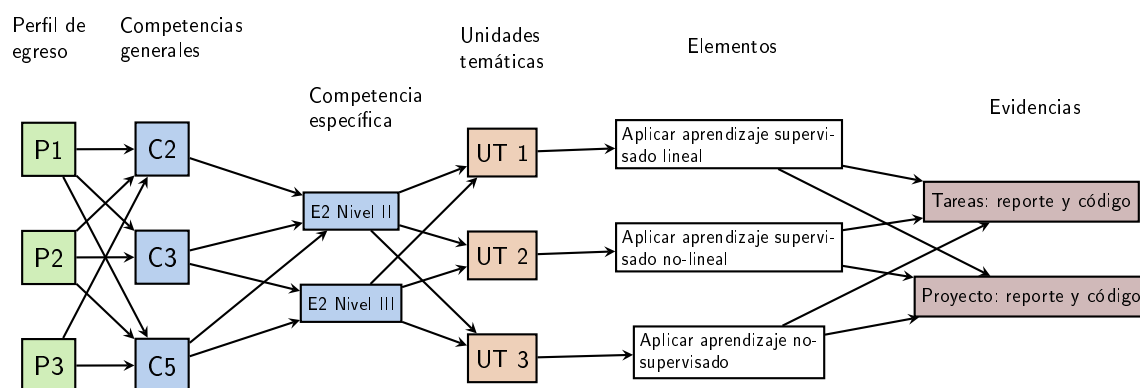 Perfil de
egreso
Competencias
generales
Competencia
específica
Unidades
temáticas
Elementos
Evidencias
P1
P2
P3
C2
C3
C5
E2 Nivel II
E2 Nivel III
UT 1
UT 2
UT 3
Aplicar aprendizaje supervi-
sado lineal
Aplicar aprendizaje supervi-
sado no-lineal
Aplicar aprendizaje no-
supervisado
Tareas: reporte y código
Proyecto: reporte y código